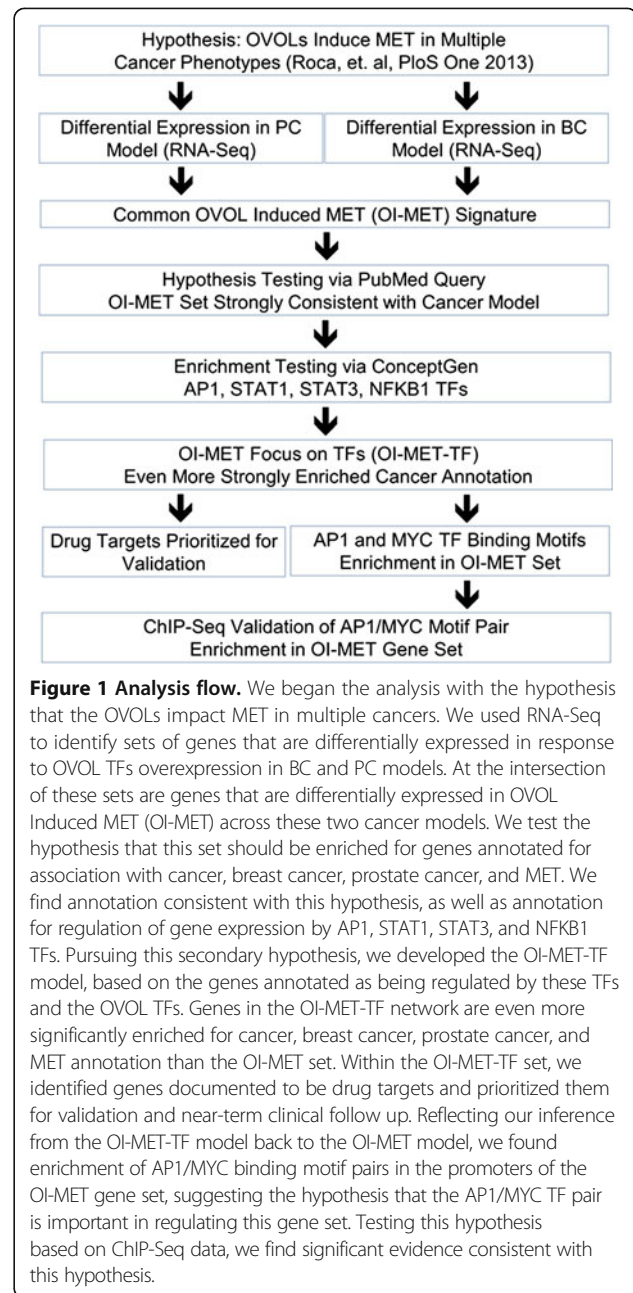 Hypothesis: OVOLs Induce MET in Multiple
Cancer Phenotypes (Roca, et. al, PloS One 2013)
Differential Expression in PC
Model (RNA-Seq)
Differential Expression in BC
Model (RNA-Seq)
Common OVOL Induced MET (OI-MET) Signature
Hypothesis Testing via PubMed Query
OI-MET Set Strongly Consistent with Cancer Model
Enrichment Testing via ConceptGen
AP1, STAT1, STAT3, NFKB1 TFs
OI-MET Focus on TFs (OI-MET-TF)
Even More Strongly Enriched Cancer Annotation
Drug Targets Prioritized for
Validation
AP1 and MYC TF Binding Motifs
Enrichment in OI-MET Set
ChIP-Seq Validation of AP1/MYC Motif Pair
Enrichment in OI-MET Gene Set
Figure 1 Analysis flow. We began the analysis with the hypothesis
that the OVOLs impact MET in multiple cancers. We used RNA-Seq
to identify sets of genes that are differentially expressed in response
to OVOL TFs overexpression in BC and PC models. At the intersection
of these sets are genes that are differentially expressed in OVOL
Induced MET (OI-MET) across these two cancer models. We test the
hypothesis that this set should be enriched for genes annotated for
association with cancer, breast cancer, prostate cancer, and MET. We
find annotation consistent with this hypothesis, as well as annotation
for regulation of gene expression by AP1, STAT1, STAT3, and NFKB1
TFs. Pursuing this secondary hypothesis, we developed the OI-MET-TF
model, based on the genes annotated as being regulated by these TFs
and the OVOL TFs. Genes in the OI-MET-TF network are even more
significantly enriched for cancer, breast cancer, prostate cancer, and
MET annotation than the OI-MET set. Within the OI-MET-TF set, we
identified genes documented to be drug targets and prioritized them
for validation and near-term clinical follow up. Reflecting our inference
from the OI-MET-TF model back to the OI-MET model, we found
enrichment of AP1/MYC binding motif pairs in the promoters of the
OI-MET gene set, suggesting the hypothesis that the AP1/MYC TF pair
is important in regulating this gene set. Testing this hypothesis
based on ChIP-Seq data, we find significant evidence consistent with
this hypothesis.